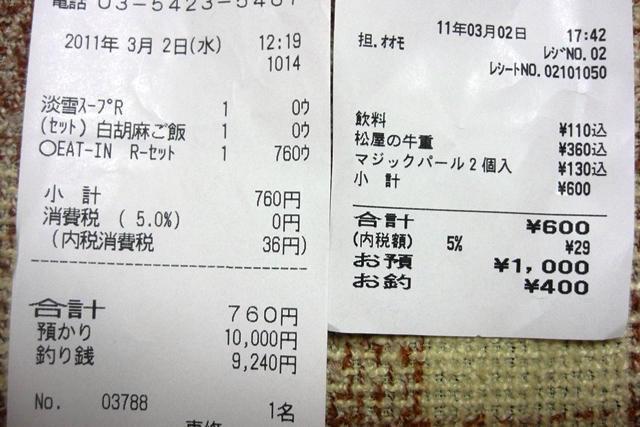 電話 03-5423-5401
2011年 3月 2日(水) 12:19
1014
淡雪ｽｰﾌﾟR 1 0ウ
(セット) 白胡麻ご飯 1 0ウ
○EAT-IN R-セット 1 760ウ
小 計 760円
消費税 ( 5.0%) 0円
(内税消費税 36円)
合計 760円
預かり 10,000円
釣り銭 9,240円
No. 03788 1名
11年03月02日 17:42
担.ｵｵﾓ ﾚｼﾞNO.02
ﾚｼｰﾄNO.02101050
飲料 ¥110込
松屋の牛重 ¥360込
マジックパール2個入 ¥130込
小 計 ¥600
合計 ¥600
(内税額) 5% ¥29
お預 ¥1,000
お釣 ¥400